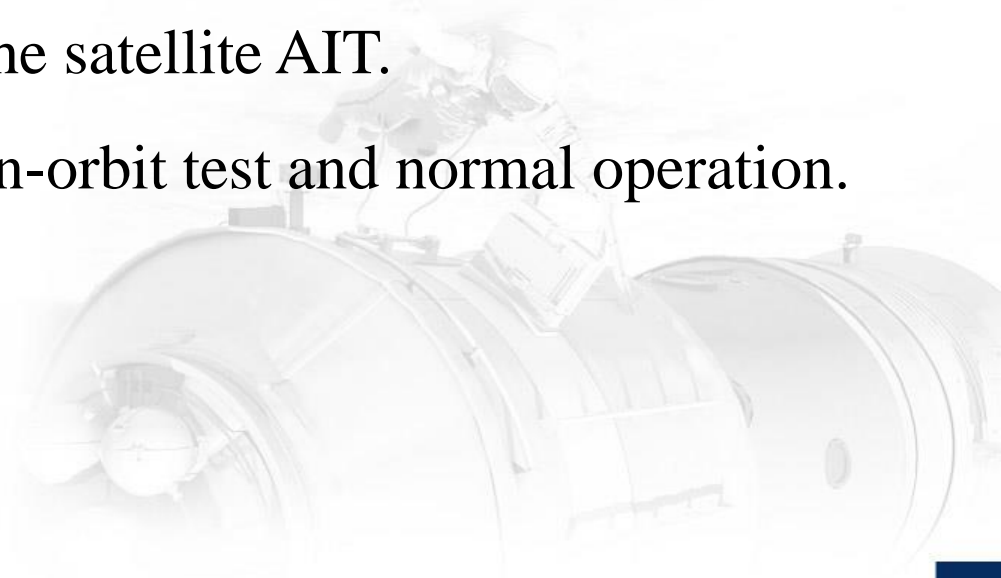 he satellite AIT.
n-orbit test and normal operation.